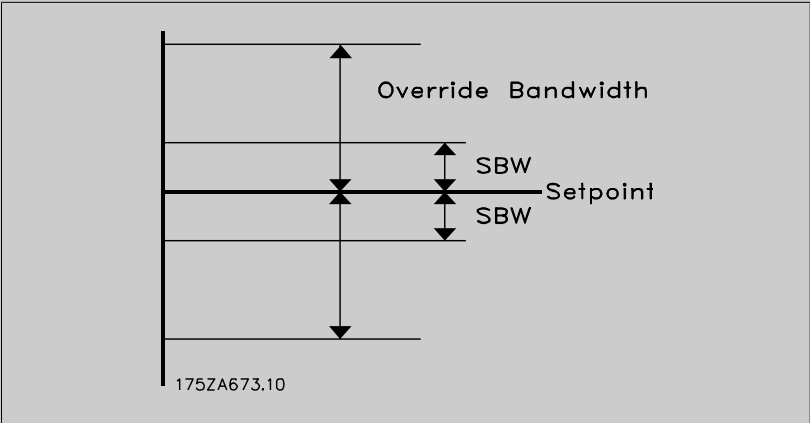 Override Bandwidth
SBW
Setpoint
SBW
175ZA673.10